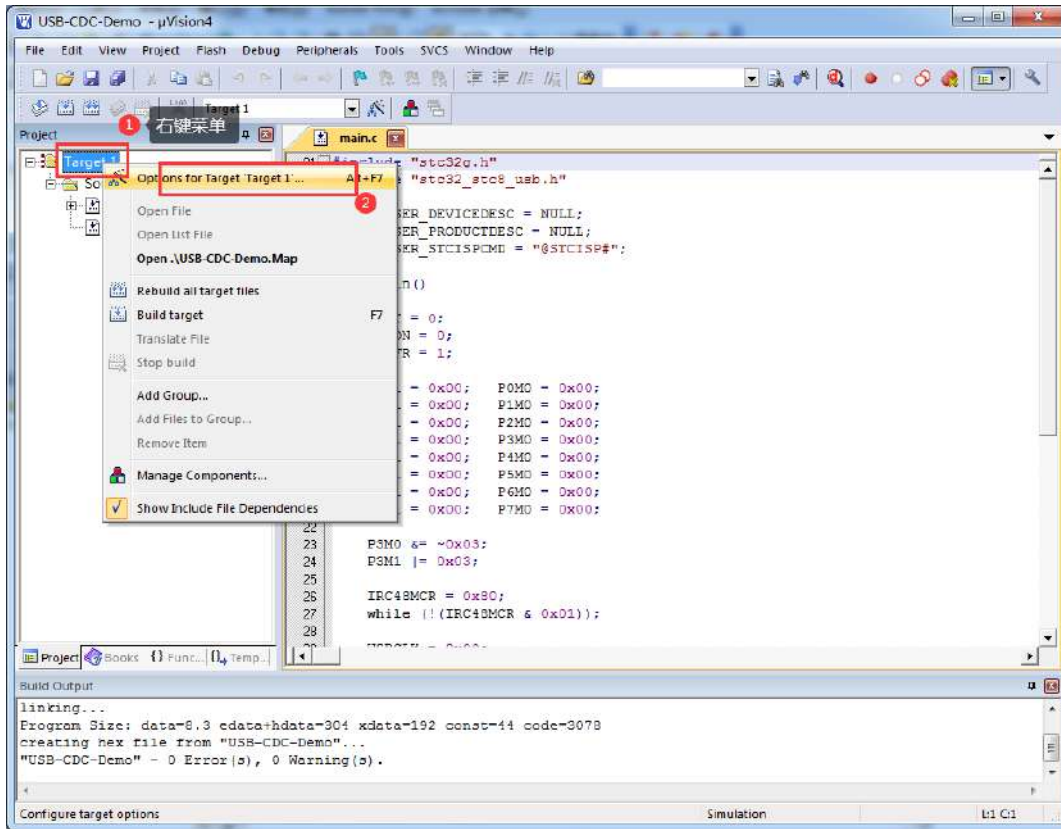 USB-CDC-Demo - µVision4
File Edit View Project Flash Debug Peripherals Tools SVCS Window Help
Target 1
Project
1 右键菜单
main.c
Target 1
Options for Target 'Target 1'... Alt+F7
2
Open File
Open List File
Open .\USB-CDC-Demo.Map
Rebuild all target files
Build target F7
Translate File
Stop build
Add Group...
Add Files to Group...
Remove Item
Manage Components...
Show Include File Dependencies
"stc32g.h"
"stc32_stc8_usb.h"
SER_DEVICEDESC = NULL;
SER_PRODUCTDESC = NULL;
SER_STCISPCMD = "@STCISP#";
n()
= 0;
= 0;
R = 1;
= 0x00; P0M0 = 0x00;
= 0x00; P1M0 = 0x00;
= 0x00; P2M0 = 0x00;
= 0x00; P3M0 = 0x00;
= 0x00; P4M0 = 0x00;
= 0x00; P5M0 = 0x00;
= 0x00; P6M0 = 0x00;
= 0x00; P7M0 = 0x00;
22
23 P3M0 &= ~0x03;
24 P3M1 |= 0x03;
25
26 IRC48MCR = 0x80;
27 while (!(IRC48MCR & 0x01));
28
Project Books {} Func... Temp...
Build Output
linking...
Program Size: data=8.3 edata+hdata=304 xdata=192 const=44 code=3078
creating hex file from "USB-CDC-Demo"...
"USB-CDC-Demo" - 0 Error(s), 0 Warning(s).
Configure target options Simulation L:1 C:1